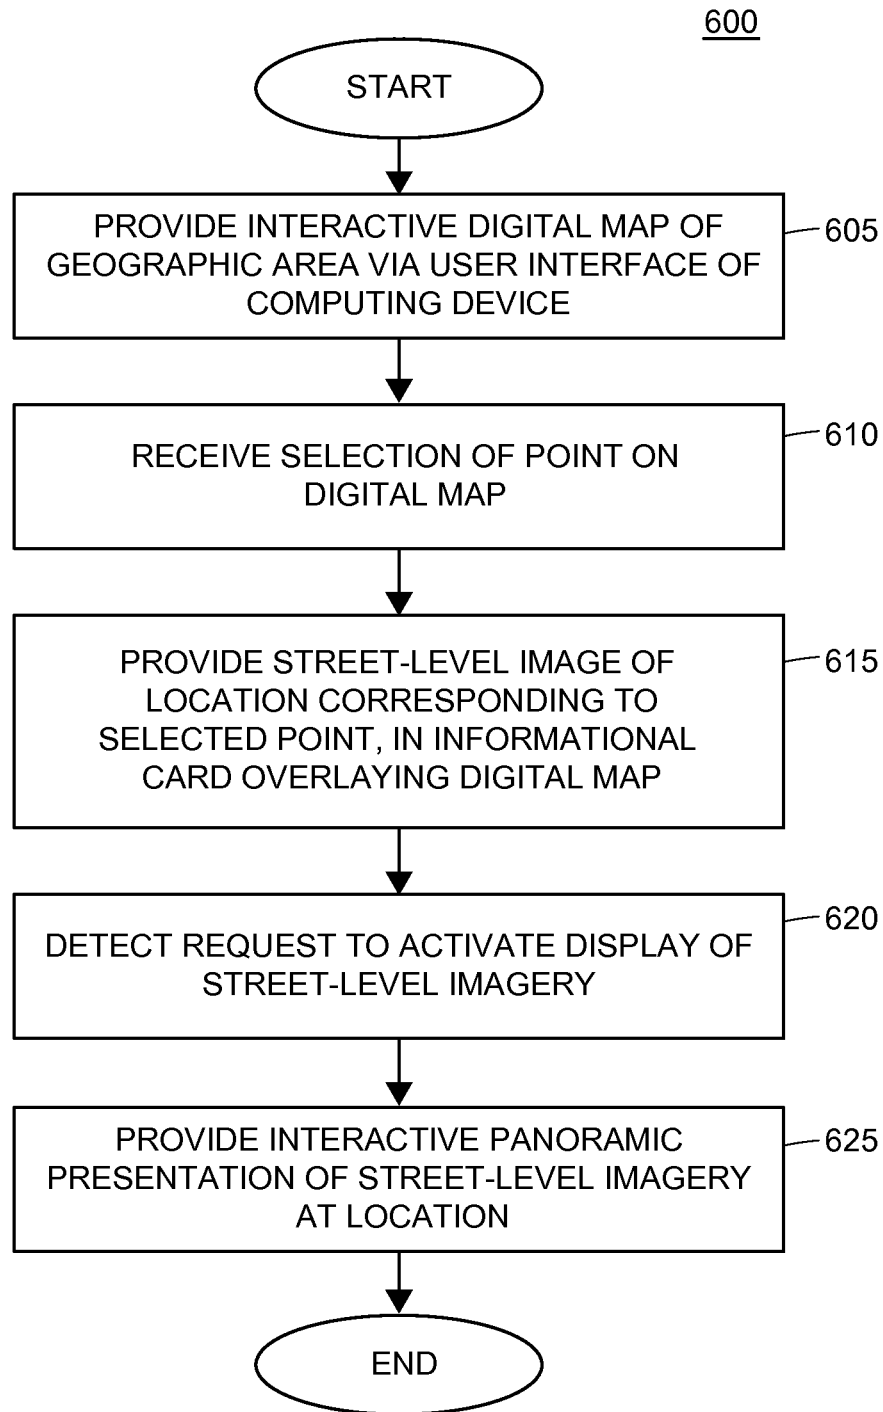 600
START
PROVIDE INTERACTIVE DIGITAL MAP OF
GEOGRAPHIC AREA VIA USER INTERFACE OF
COMPUTING DEVICE
605
RECEIVE SELECTION OF POINT ON
DIGITAL MAP
610
PROVIDE STREET-LEVEL IMAGE OF
LOCATION CORRESPONDING TO
SELECTED POINT, IN INFORMATIONAL
CARD OVERLAYING DIGITAL MAP
615
DETECT REQUEST TO ACTIVATE DISPLAY OF
STREET-LEVEL IMAGERY
620
PROVIDE INTERACTIVE PANORAMIC
PRESENTATION OF STREET-LEVEL IMAGERY
AT LOCATION
625
END